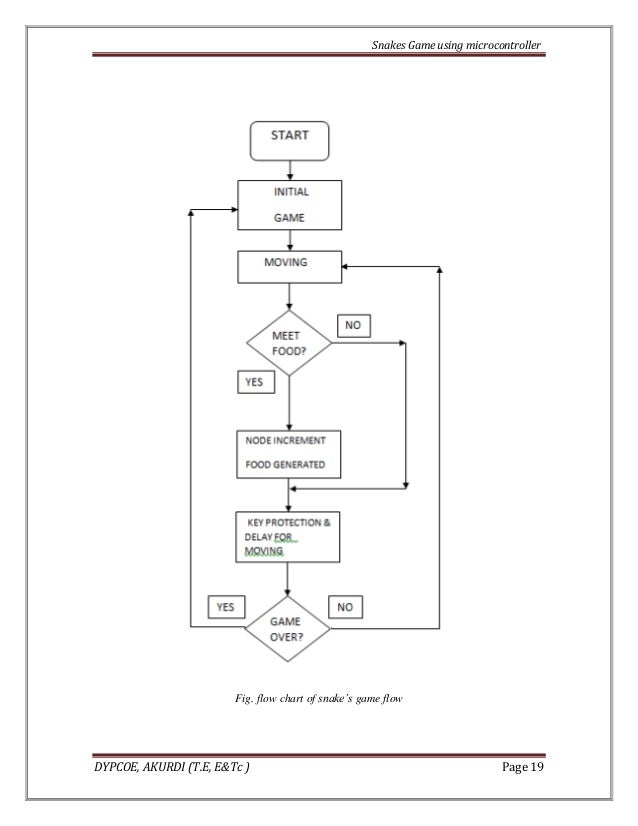 Snakes Game using microcontroller
START
INITIAL
GAME
MOVING
MEET
FOOD?
NO
YES
NODE INCREMENT
FOOD GENERATED
KEY PROTECTION &
DELAY FOR
MOVING
YES
GAME
OVER?
NO
Fig. flow chart of snake's game flow
DYPCOE, AKURDI (T.E, E&Tc )
Page 19